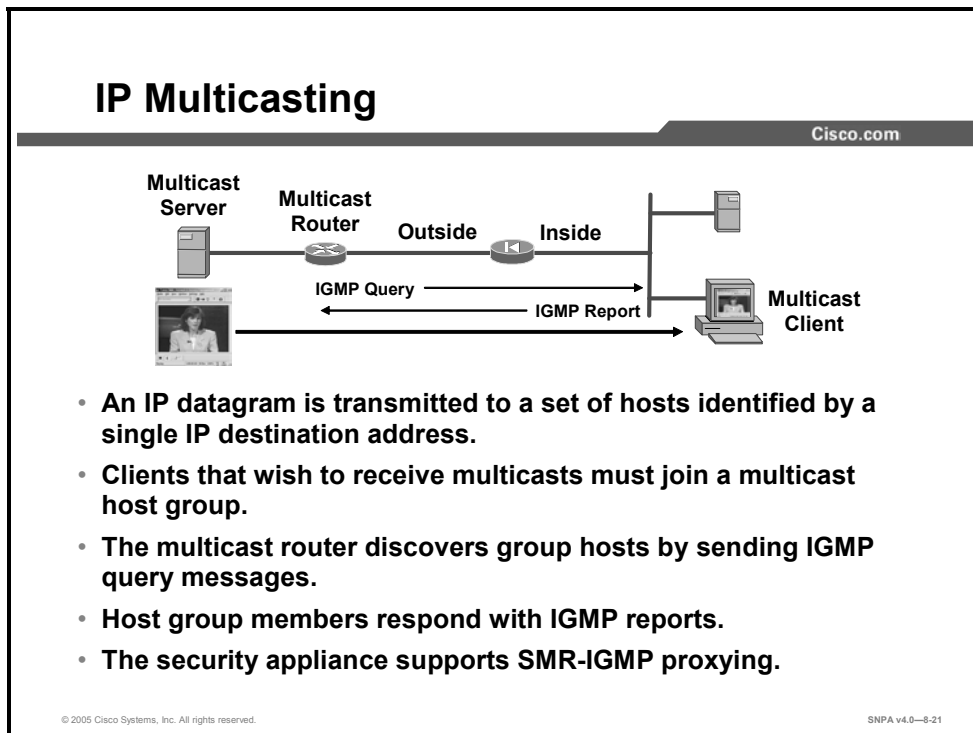 IP Multicasting
Cisco.com
Multicast
Server
Multicast
Router
Outside
Inside
IGMP Query
IGMP Report
Multicast
Client
• An IP datagram is transmitted to a set of hosts identified by a
single IP destination address.
• Clients that wish to receive multicasts must join a multicast
host group.
• The multicast router discovers group hosts by sending IGMP
query messages.
• Host group members respond with IGMP reports.
• The security appliance supports SMR-IGMP proxying.
© 2005 Cisco Systems, Inc. All rights reserved.
SNPA v4.0—8-21